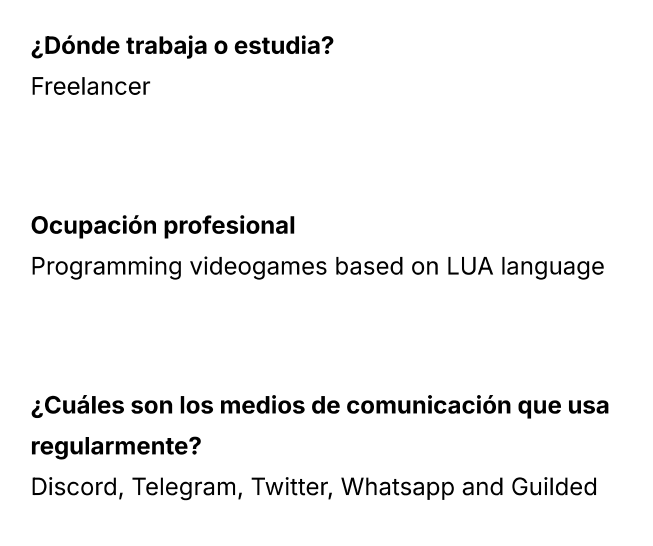 ¿Dónde trabaja o estudia?
Freelancer
Ocupación profesional
Programming videogames based on LUA language
¿Cuáles son los medios de comunicación que usa
regularmente?
Discord, Telegram, Twitter, Whatsapp and Guilded